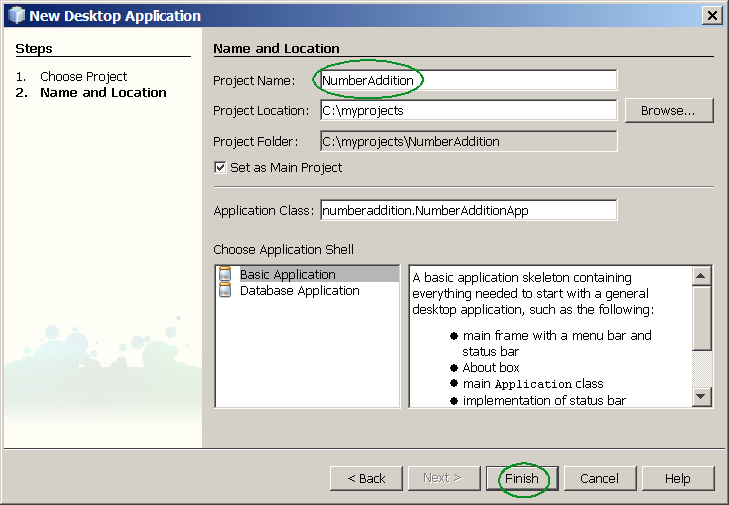 New Desktop Application
Steps
1. Choose Project
2. Name and Location
Name and Location
Project Name: NumberAddition
Project Location: C:\myprojects Browse...
Project Folder: C:\myprojects\NumberAddition
Set as Main Project
Application Class: numberaddition.NumberAdditionApp
Choose Application Shell
Basic Application
Database Application
A basic application skeleton containing
everything needed to start with a general
desktop application, such as the following:
● main frame with a menu bar and
status bar
● About box
● main Application class
● implementation of status bar
< Back Next > Finish Cancel Help